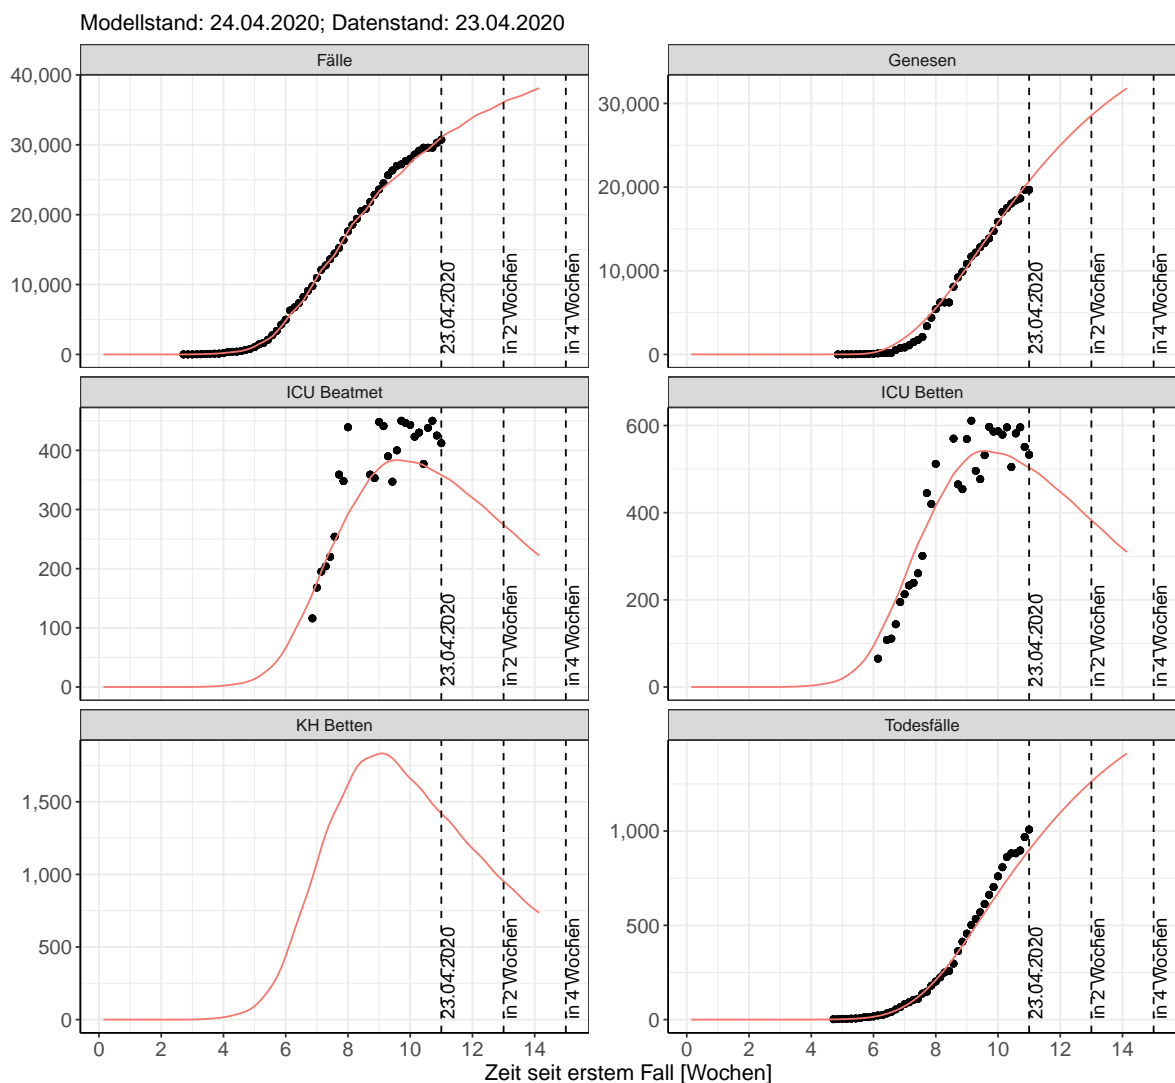 Modellstand: 24.04.2020; Datenstand: 23.04.2020
Fälle
Genesen
40,000
30,000
20,000
10,000
0
23.04.2020
in 2 Wochen
in 4 Wochen
30,000
20,000
10,000
0
23.04.2020
in 2 Wochen
in 4 Wochen
ICU Beatmet
ICU Betten
400
300
200
100
0
23.04.2020
in 2 Wochen
in 4 Wochen
600
400
200
0
23.04.2020
in 2 Wochen
in 4 Wochen
KH Betten
Todesfälle
1,500
1,000
500
0
23.04.2020
in 2 Wochen
in 4 Wochen
1,000
500
0
23.04.2020
in 2 Wochen
in 4 Wochen
0 2 4 6 8 10 12 14
0 2 4 6 8 10 12 14
Zeit seit erstem Fall [Wochen]